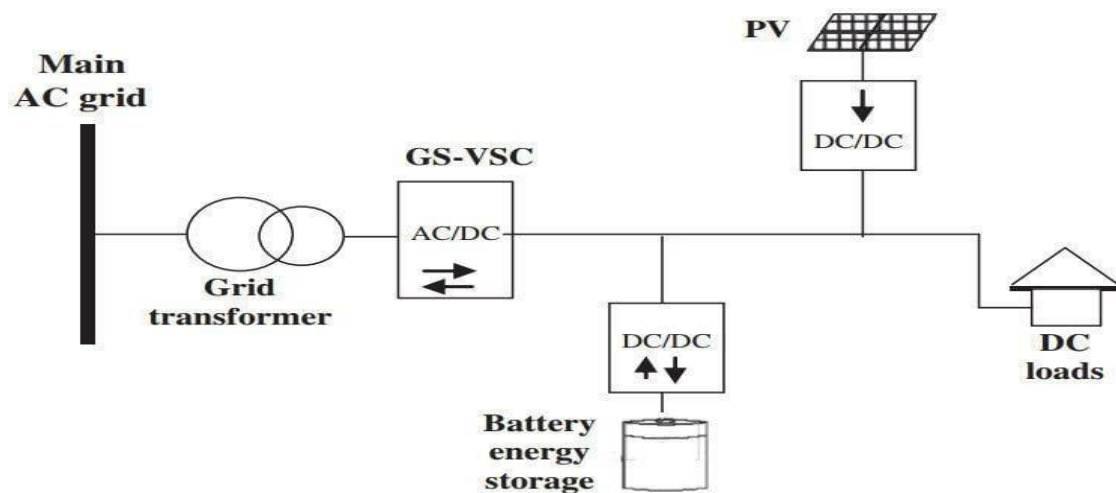 PV
Main
AC grid
DC/DC
GS-VSC
AC/DC
Grid
transformer
DC/DC
DC
loads
Battery
energy
storage